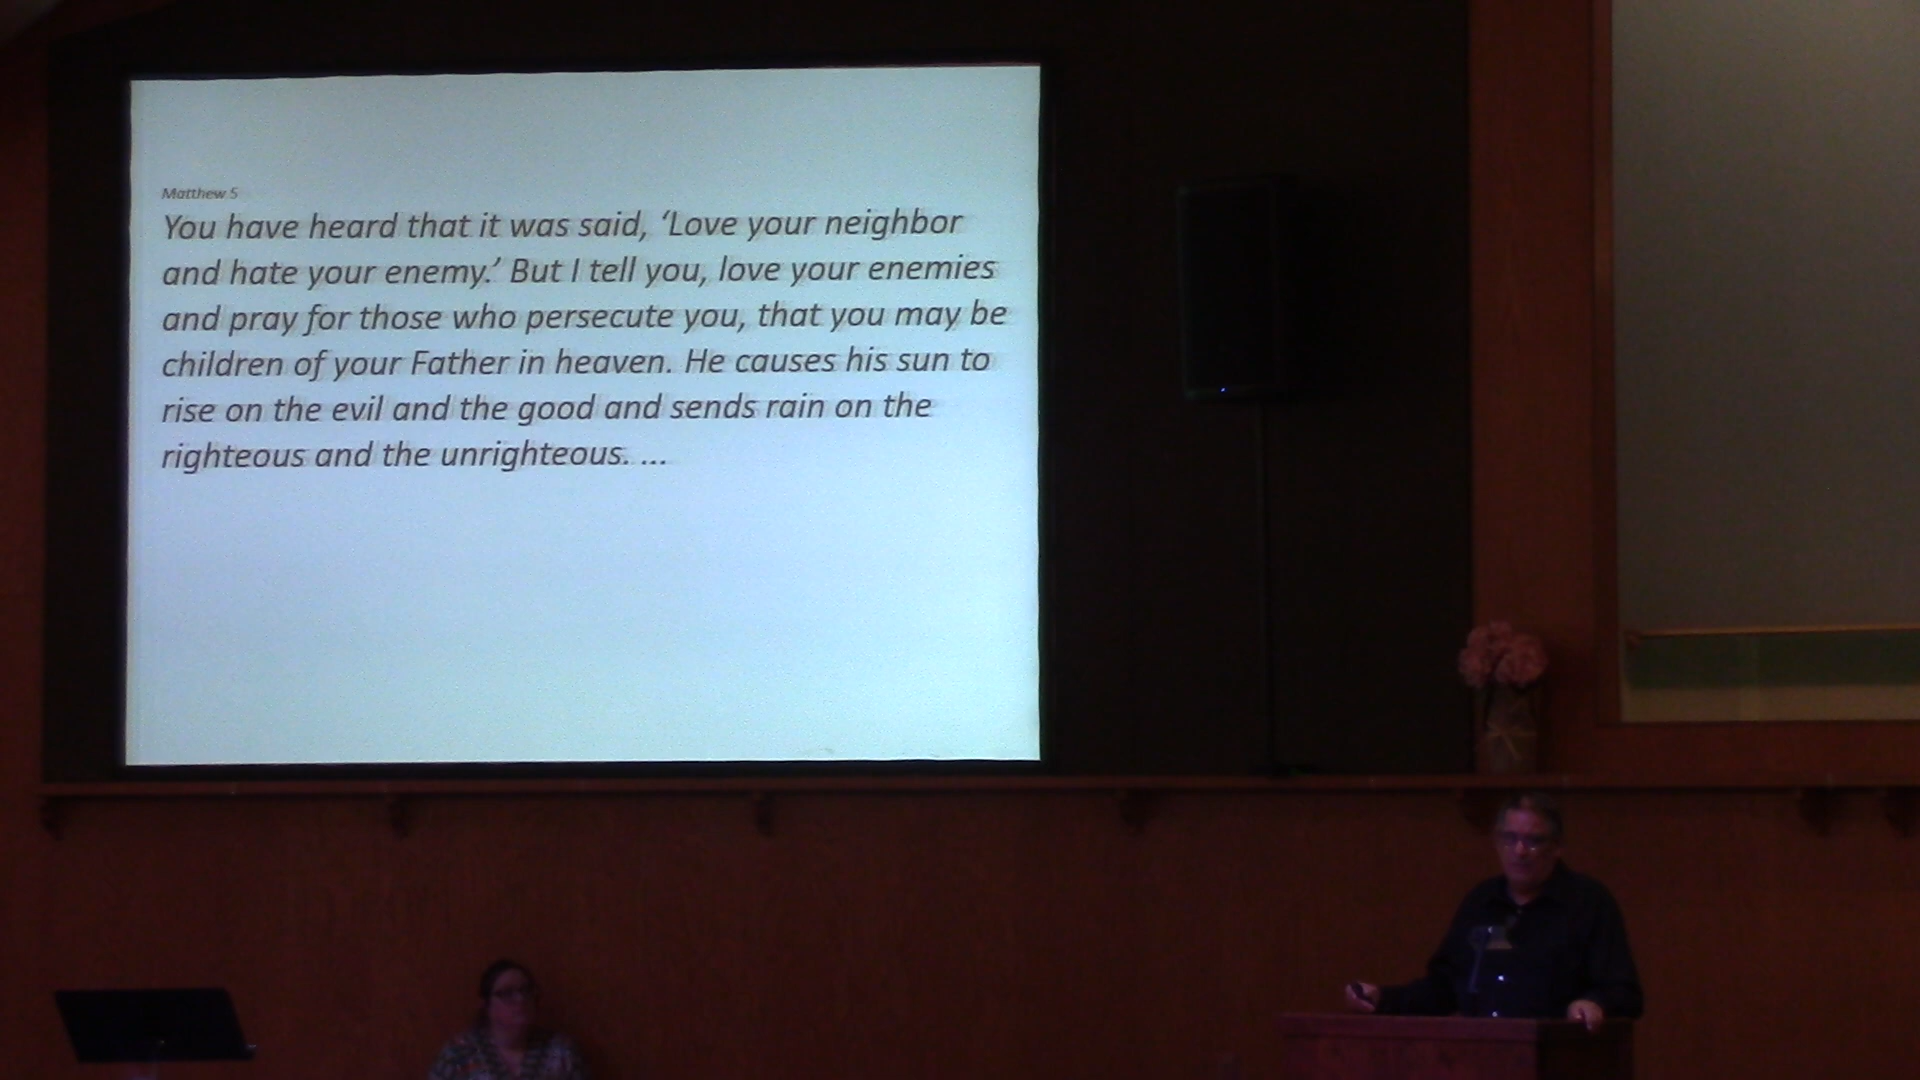 Matthew 5
You have heard that it was said, ‘Love your neighbor
and hate your enemy.’ But I tell you, love your enemies
and pray for those who persecute you, that you may be
children of your Father in heaven. He causes his sun to
rise on the evil and the good and sends rain on the
righteous and the unrighteous. ...